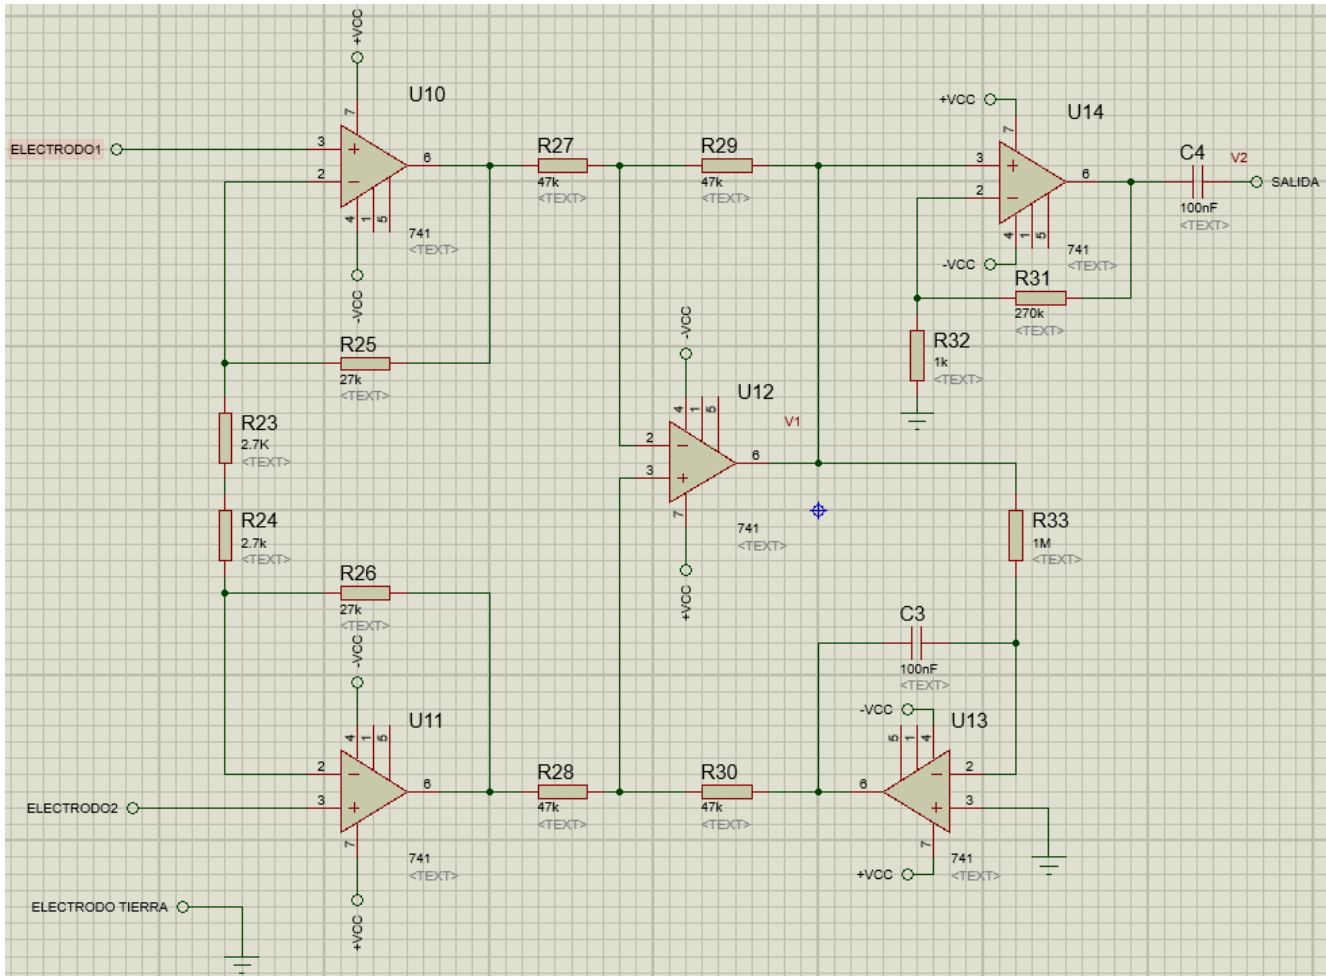 +VCC
U10
7
ELECTRODO1
3
+
2
−
6
4
1
5
741
<TEXT>
-VCC
R27
47k
<TEXT>
R29
47k
<TEXT>
+VCC
U14
7
3
+
2
−
6
4
1
5
741
<TEXT>
-VCC
C4
100nF
<TEXT>
V2
SALIDA
R31
270k
<TEXT>
R32
1k
<TEXT>
R25
27k
<TEXT>
R23
2.7K
<TEXT>
R24
2.7k
<TEXT>
R26
27k
<TEXT>
-VCC
U12
4
1
5
2
−
3
+
6
7
V1
741
<TEXT>
+VCC
R33
1M
<TEXT>
C3
100nF
<TEXT>
-VCC
U13
5
1
4
−
2
+
3
6
7
+VCC
741
<TEXT>
-VCC
U11
4
1
5
2
−
3
+
6
7
ELECTRODO2
741
<TEXT>
+VCC
R28
47k
<TEXT>
R30
47k
<TEXT>
ELECTRODO TIERRA